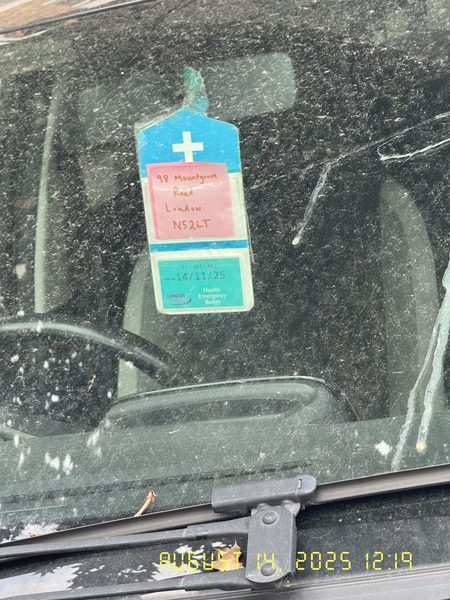 98 Mountgrove
Road
London
N52LT
14/11/25
Health
Emergency
Badge
AUGUST 14, 2025 12:19